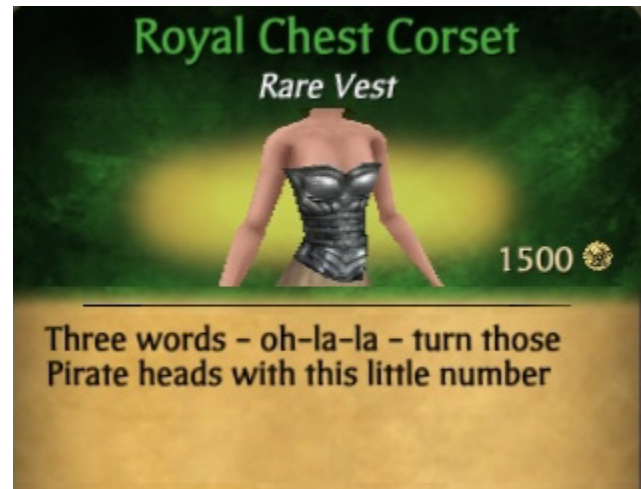 Royal Chest Corset
Rare Vest
1500
Three words - oh-la-la - turn those
Pirate heads with this little number